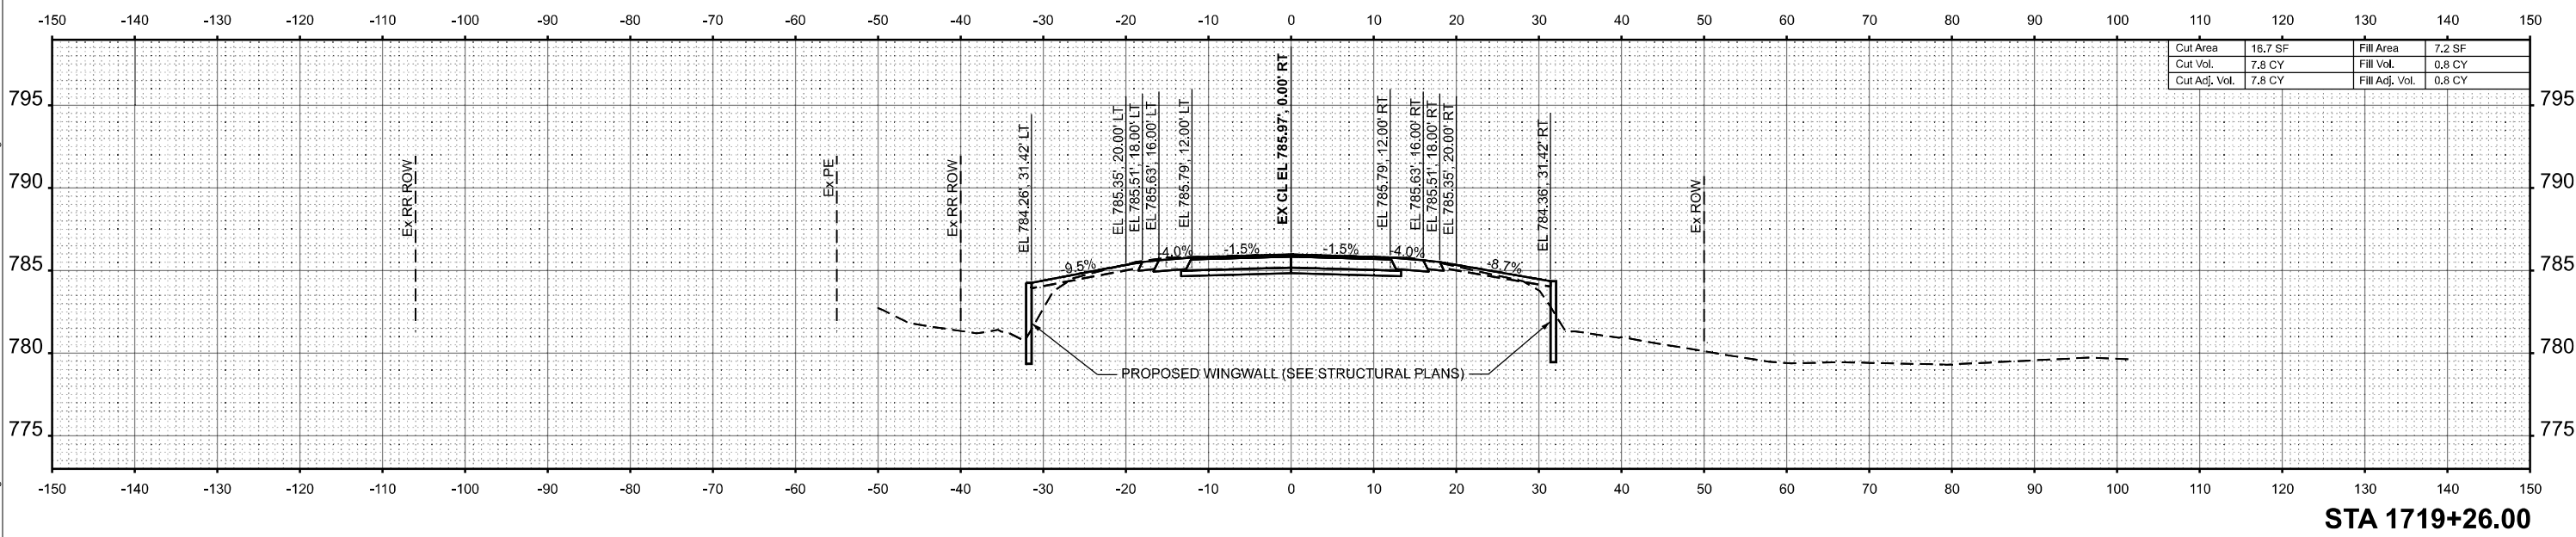 -150 -140 -130 -120 -110 -100 -90 -80 -70 -60 -50 -40 -30 -20 -10 0 10 20 30 40 50 60 70 80 90 100 110 120 130 140 150
Cut Area 16.7 SF Fill Area 7.2 SF
Cut Vol. 7.8 CY Fill Vol. 0.8 CY
Cut Adj. Vol. 7.8 CY Fill Adj. Vol. 0.8 CY
795 795
790 790
785 785
780 780
775 775
Ex RR ROW
Ex PE
Ex RR ROW
EL 784.26', 31.42' LT
EL 785.35', 20.00' LT
EL 785.51', 18.00' LT
EL 785.63', 16.00' LT
EL 785.79', 12.00' LT
EX CL EL 785.97', 0.00' RT
EL 785.79', 12.00' RT
EL 785.63', 16.00' RT
EL 785.51', 18.00' RT
EL 785.35', 20.00' RT
EL 784.36', 31.42' RT
Ex ROW
-9.5% -4.0% -1.5% -1.5% -4.0% -8.7%
PROPOSED WINGWALL (SEE STRUCTURAL PLANS)
-150 -140 -130 -120 -110 -100 -90 -80 -70 -60 -50 -40 -30 -20 -10 0 10 20 30 40 50 60 70 80 90 100 110 120 130 140 150
STA 1719+26.00